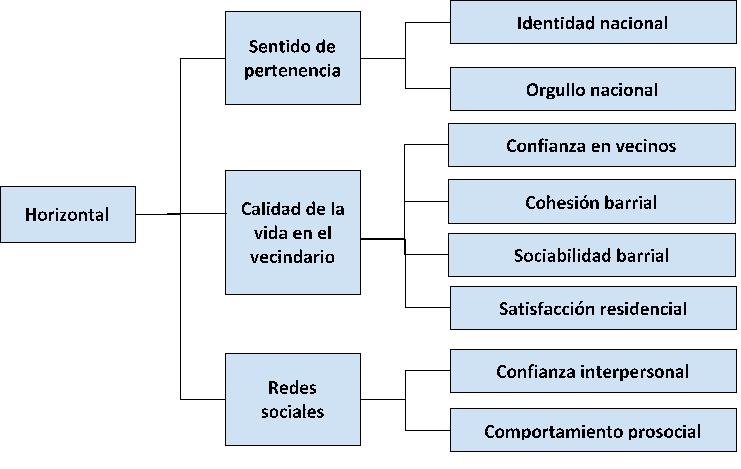 Horizontal
Sentido de
pertenencia
Identidad nacional
Orgullo nacional
Calidad de la
vida en el
vecindario
Confianza en vecinos
Cohesión barrial
Sociabilidad barrial
Satisfacción residencial
Redes
sociales
Confianza interpersonal
Comportamiento prosocial